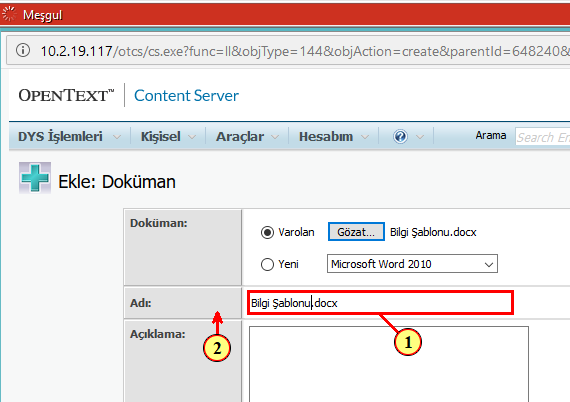 Meşgul
10.2.19.117/otcs/cs.exe?func=ll&objType=144&objAction=create&parentId=648240&
OPENTEXT™ Content Server
DYS İşlemleri Kişisel Araçlar Hesabım ? Arama Search En
Ekle: Doküman
Doküman: Varolan Gözat... Bilgi Şablonu.docx
Yeni Microsoft Word 2010
Adı: Bilgi Şablonu.docx
2 1
Açıklama: